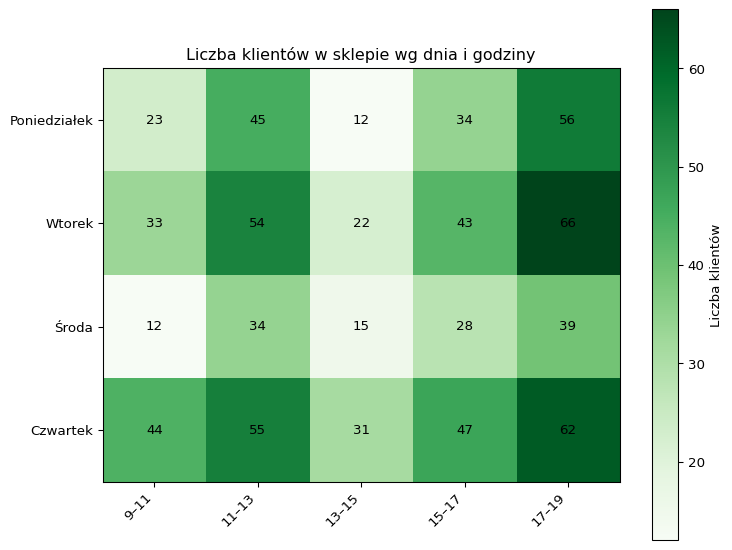 Liczba klientów w sklepie wg dnia i godziny
Poniedziałek 23 45 12 34 56
Wtorek 33 54 22 43 66
Środa 12 34 15 28 39
Czwartek 44 55 31 47 62
9–11 11–13 13–15 15–17 17–19
60
50
40
30
20
Liczba klientów